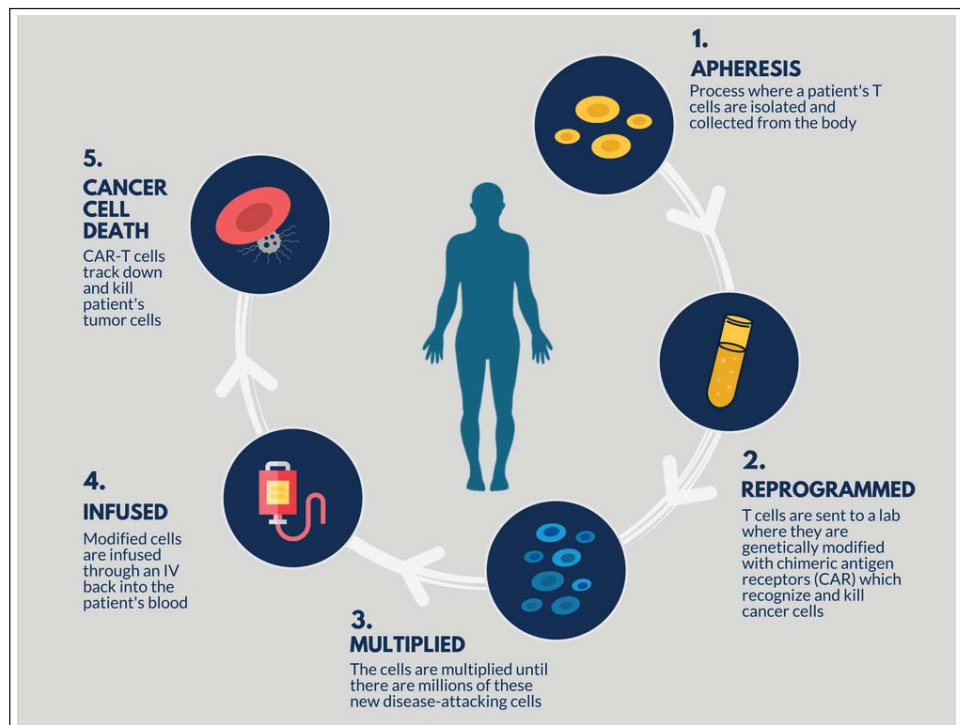 1.
APHERESIS
Process where a patient's T
cells are isolated and
collected from the body
2.
REPROGRAMMED
T cells are sent to a lab
where they are
genetically modified
with chimeric antigen
receptors (CAR) which
recognize and kill
cancer cells
3.
MULTIPLIED
The cells are multiplied until
there are millions of these
new disease-attacking cells
4.
INFUSED
Modified cells
are infused
through an IV
back into the
patient's blood
5.
CANCER
CELL
DEATH
CAR-T cells
track down
and kill
patient's
tumor cells